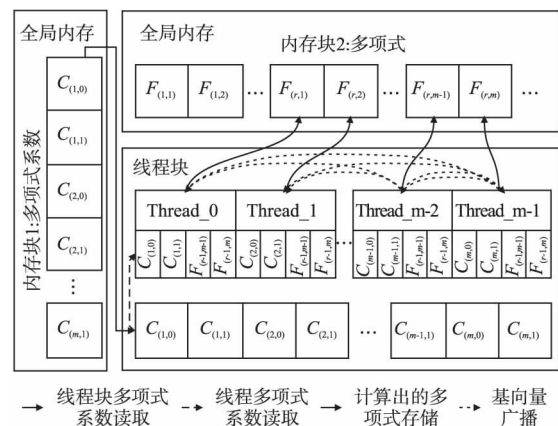 全局内存
内存块1:多项式系数
C(1,0)
C(1,1)
C(2,0)
C(2,1)
⋮
C(m,1)
全局内存
内存块2:多项式
F(1,1) F(1,2) … F(r,1) F(r,2) … F(r,m-1) F(r,m) …
线程块
Thread_0 Thread_1 Thread_m-2 Thread_m-1
C(1,0) C(1,1) F(r-1,m-1) F(r-1,m) C(2,0) C(2,1) F(r-1,m-1) F(r-1,m) … C(m-1,0) C(m-1,1) F(r-1,m-1) F(r-1,m) C(m,0) C(m,1) F(r-1,m-1) F(r-1,m)
C(1,0) C(1,1) C(2,0) C(2,1) … C(m-1,1) C(m,0) C(m,1)
线程块多项式系数读取
线程多项式系数读取
计算出的多项式存储
基向量广播